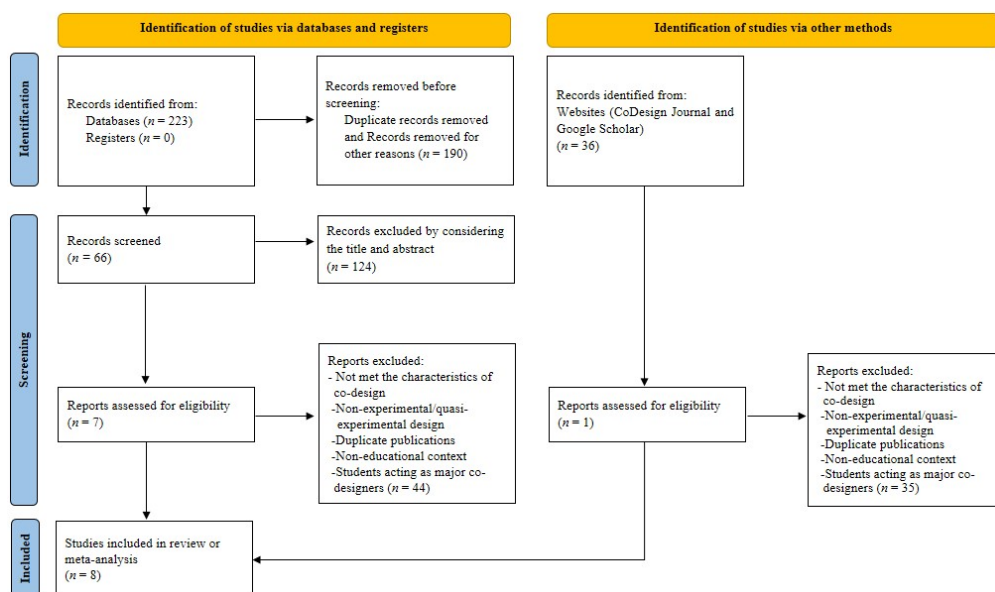 Identification of studies via databases and registers
Identification of studies via other methods
Identification
Records identified from:
Databases (n = 223)
Registers (n = 0)
Records removed before
screening:
Duplicate records removed
and Records removed for
other reasons (n = 190)
Records identified from:
Websites (CoDesign Journal and
Google Scholar)
(n = 36)
Screening
Records screened
(n = 66)
Records excluded by considering
the title and abstract
(n = 124)
Reports assessed for eligibility
(n = 7)
Reports excluded:
- Not met the characteristics of
co-design
-Non-experimental/quasi-
experimental design
-Duplicate publications
-Non-educational context
-Students acting as major co-
designers (n = 44)
Reports assessed for eligibility
(n = 1)
Reports excluded:
- Not met the characteristics of
co-design
-Non-experimental/quasi-
experimental design
-Duplicate publications
-Non-educational context
-Students acting as major co-
designers (n = 35)
Included
Studies included in review or
meta-analysis
(n = 8)